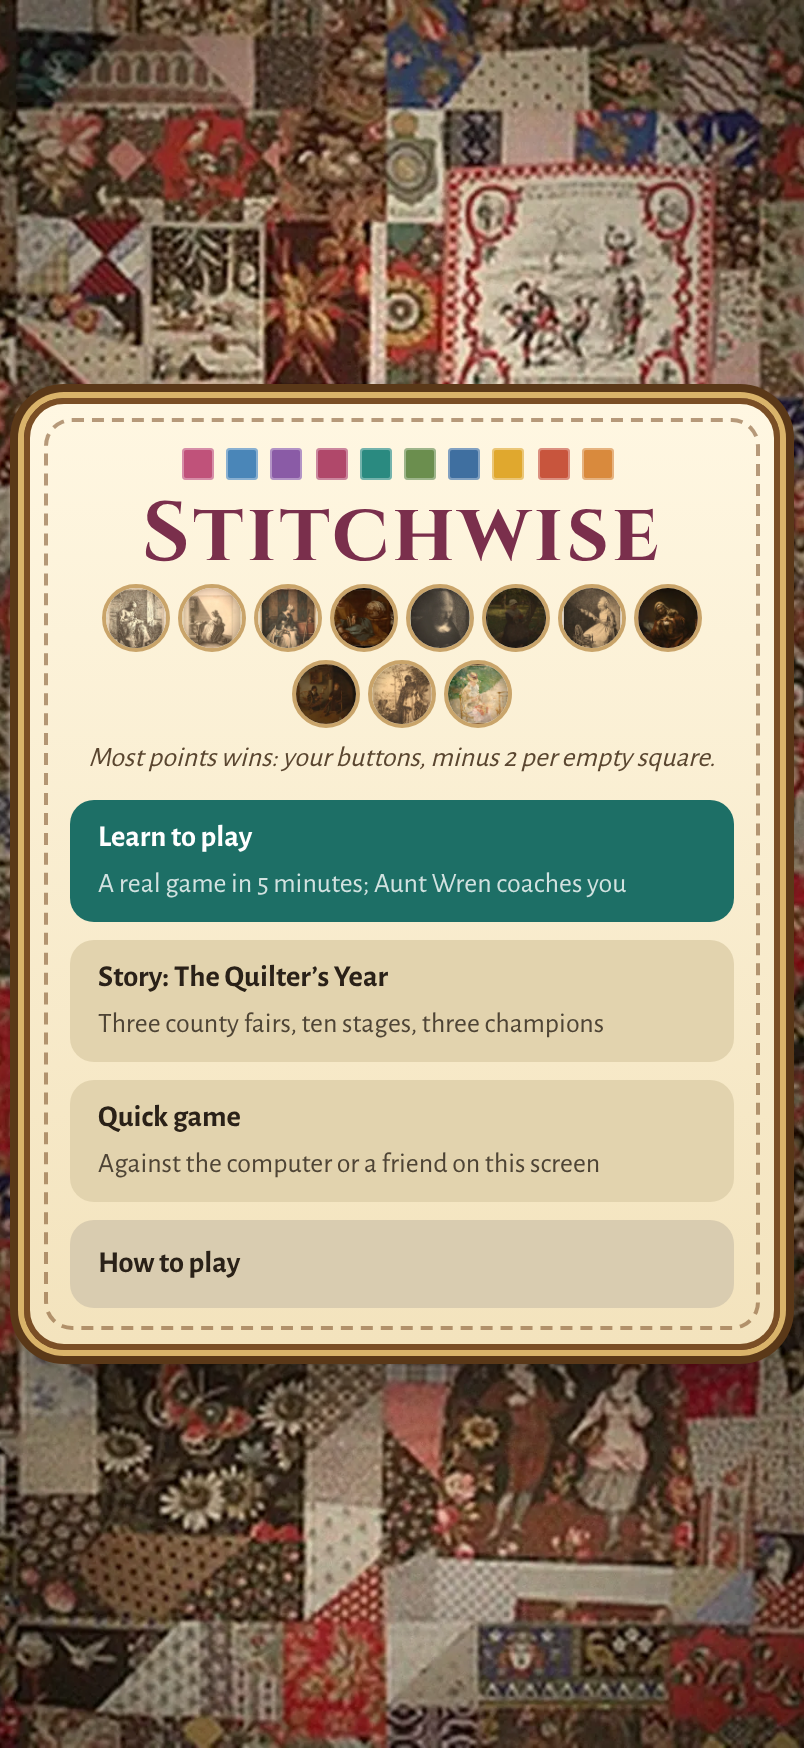 Stitchwise
Most points wins: your buttons, minus 2 per empty square.
Learn to play
A real game in 5 minutes; Aunt Wren coaches you
Story: The Quilter’s Year
Three county fairs, ten stages, three champions
Quick game
Against the computer or a friend on this screen
How to play